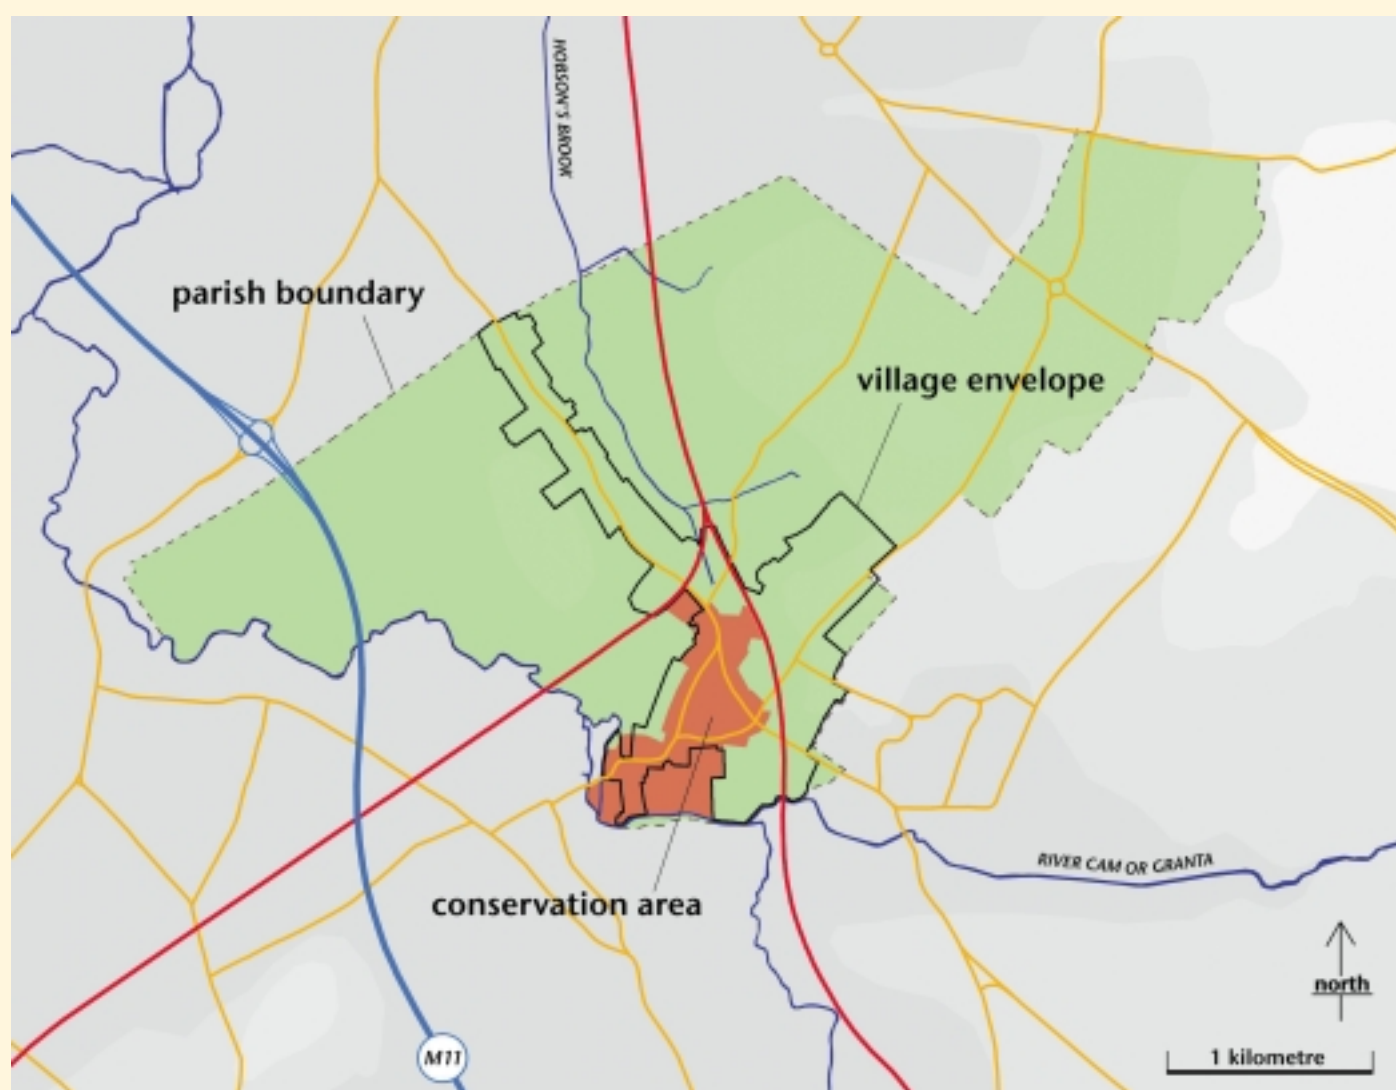 HOBSON'S BROOK
parish boundary
village envelope
RIVER CAM OR GRANTA
conservation area
north
M11
1 kilometre